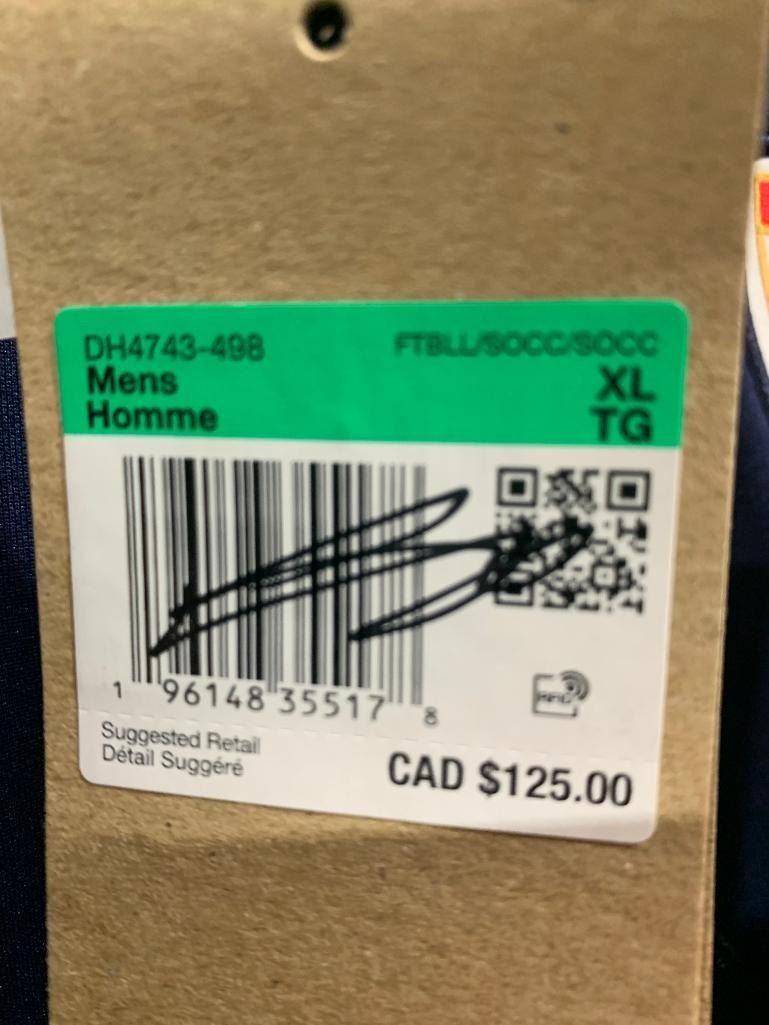 DH4743-498 FTBLL/SOCC/SOCC
Mens XL
Homme TG
1 96148 35517 8
RFID
Suggested Retail
Détail Suggéré
CAD $125.00